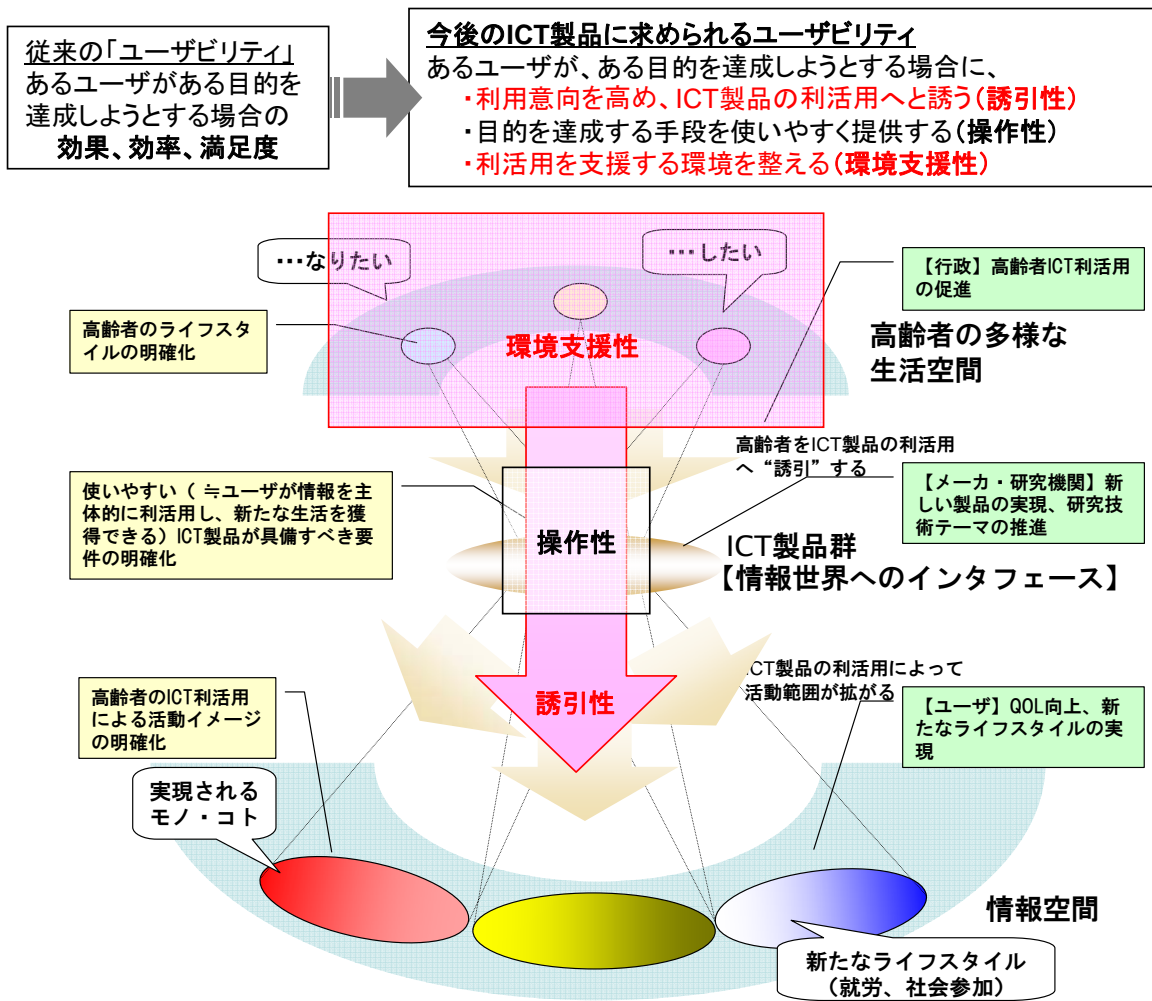 従来の「ユーザビリティ」
あるユーザがある目的を
達成しようとする場合の
効果、効率、満足度
今後のICT製品に求められるユーザビリティ
あるユーザが、ある目的を達成しようとする場合に、
・利用意向を高め、ICT製品の利活用へと誘う(誘引性)
・目的を達成する手段を使いやすく提供する(操作性)
・利活用を支援する環境を整える(環境支援性)
・・・なりたい
・・・したい
【行政】高齢者ICT利活用
の促進
高齢者のライフスタ
イルの明確化
環境支援性
高齢者の多様な
生活空間
高齢者をICT製品の利活用
へ“誘引”する
使いやすい（ ≒ユーザが情報を主
体的に利活用し、新たな生活を獲
得できる）ICT製品が具備すべき要
件の明確化
【メーカ・研究機関】新
しい製品の実現、研究技
術テーマの推進
操作性
ICT製品群
【情報世界へのインタフェース】
ICT製品の利活用によって
活動範囲が拡がる
高齢者のICT利活用
による活動イメージ
の明確化
誘引性
【ユーザ】QOL向上、新
たなライフスタイルの実
現
実現される
モノ・コト
情報空間
新たなライフスタイル
（就労、社会参加）